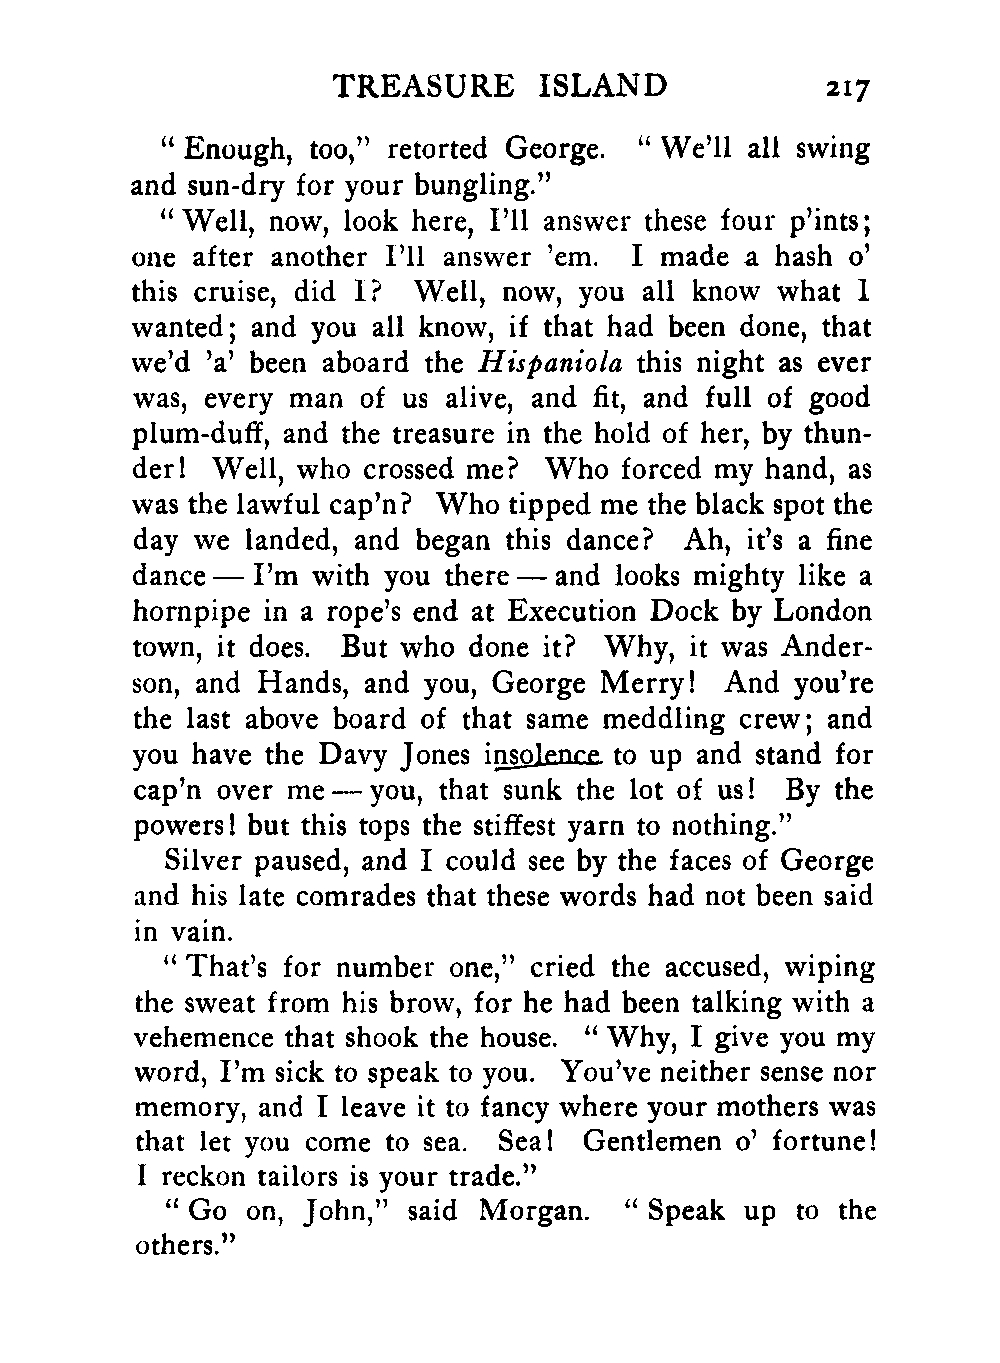 TREASURE ISLAND 217
“ Enough, too,” retorted George. “ We’ll all swing
and sun-dry for your bungling.”
“ Well, now, look here, I’ll answer these four p’ints;
one after another I’ll answer ’em. I made a hash o’
this cruise, did I? Well, now, you all know what I
wanted; and you all know, if that had been done, that
we’d ’a’ been aboard the Hispaniola this night as ever
was, every man of us alive, and fit, and full of good
plum-duff, and the treasure in the hold of her, by thun-
der! Well, who crossed me? Who forced my hand, as
was the lawful cap’n? Who tipped me the black spot the
day we landed, and began this dance? Ah, it’s a fine
dance — I’m with you there — and looks mighty like a
hornpipe in a rope’s end at Execution Dock by London
town, it does. But who done it? Why, it was Ander-
son, and Hands, and you, George Merry! And you’re
the last above board of that same meddling crew; and
you have the Davy Jones insolence to up and stand for
cap’n over me — you, that sunk the lot of us! By the
powers! but this tops the stiffest yarn to nothing.”
Silver paused, and I could see by the faces of George
and his late comrades that these words had not been said
in vain.
“ That’s for number one,” cried the accused, wiping
the sweat from his brow, for he had been talking with a
vehemence that shook the house. “ Why, I give you my
word, I’m sick to speak to you. You’ve neither sense nor
memory, and I leave it to fancy where your mothers was
that let you come to sea. Sea! Gentlemen o’ fortune!
I reckon tailors is your trade.”
“ Go on, John,” said Morgan. “ Speak up to the
others.”